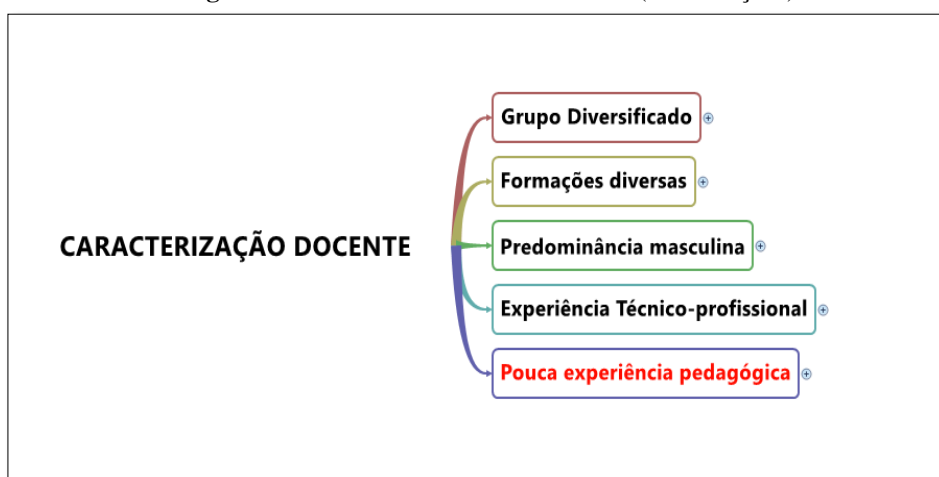 CARACTERIZAÇÃO DOCENTE
Grupo Diversificado
Formações diversas
Predominância masculina
Experiência Técnico-profissional
Pouca experiência pedagógica